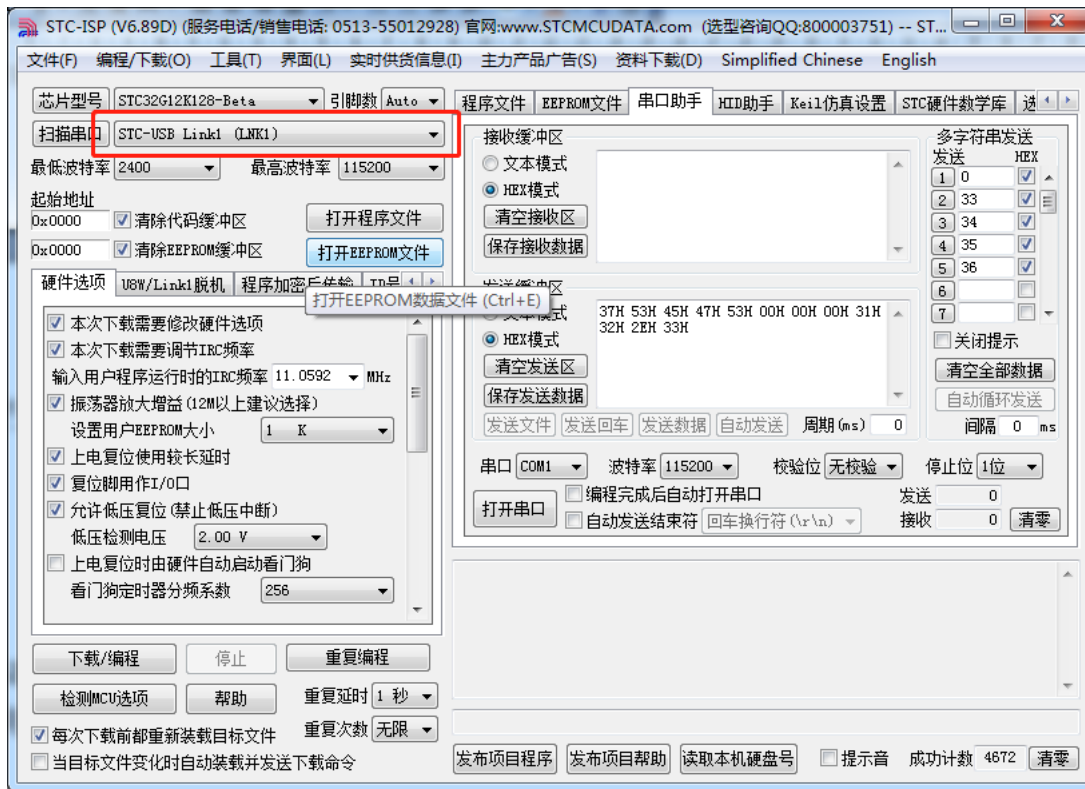 STC-ISP (V6.89D) (服务电话/销售电话: 0513-55012928) 官网:www.STCMCUDATA.com (选型咨询QQ:800003751) -- ST...
文件(F) 编程/下载(O) 工具(T) 界面(L) 实时供货信息(I) 主力产品广告(S) 资料下载(D) Simplified Chinese English
芯片型号 STC32G12K128-Beta 引脚数 Auto
扫描串口 STC-USB Link1 (LNK1)
最低波特率 2400 最高波特率 115200
起始地址
0x0000 清除代码缓冲区 打开程序文件
0x0000 清除EEPROM缓冲区 打开EEPROM文件
硬件选项 U8W/Link1脱机 程序加密后传输
打开EEPROM数据文件 (Ctrl+E)
本次下载需要修改硬件选项
本次下载需要调节IRC频率
输入用户程序运行时的IRC频率 11.0592 MHz
振荡器放大增益(12M以上建议选择)
设置用户EEPROM大小 1 K
上电复位使用较长延时
复位脚用作I/O口
允许低压复位(禁止低压中断)
低压检测电压 2.00 V
上电复位时由硬件自动启动看门狗
看门狗定时器分频系数 256
下载/编程 停止 重复编程
检测MCU选项 帮助 重复延时 1 秒
重复次数 无限
每次下载前都重新装载目标文件
当目标文件变化时自动装载并发送下载命令
程序文件 EEPROM文件 串口助手 HID助手 Keil仿真设置 STC硬件数学库 选
接收缓冲区
文本模式
HEX模式
清空接收区
保存接收数据
发送缓冲区
文本模式
HEX模式
清空发送区
保存发送数据
37H 53H 45H 47H 53H 00H 00H 00H 31H
32H 2EH 33H
发送文件 发送回车 发送数据 自动发送 周期(ms) 0
多字符串发送
发送 HEX
1 0
2 33
3 34
4 35
5 36
6
7
关闭提示
清空全部数据
自动循环发送
间隔 0 ms
串口 COM1 波特率 115200 校验位 无校验 停止位 1位
打开串口 编程完成后自动打开串口 发送 0
自动发送结束符 回车换行符(\r\n) 接收 0 清零
发布项目程序 发布项目帮助 读取本机硬盘号 提示音 成功计数 4672 清零